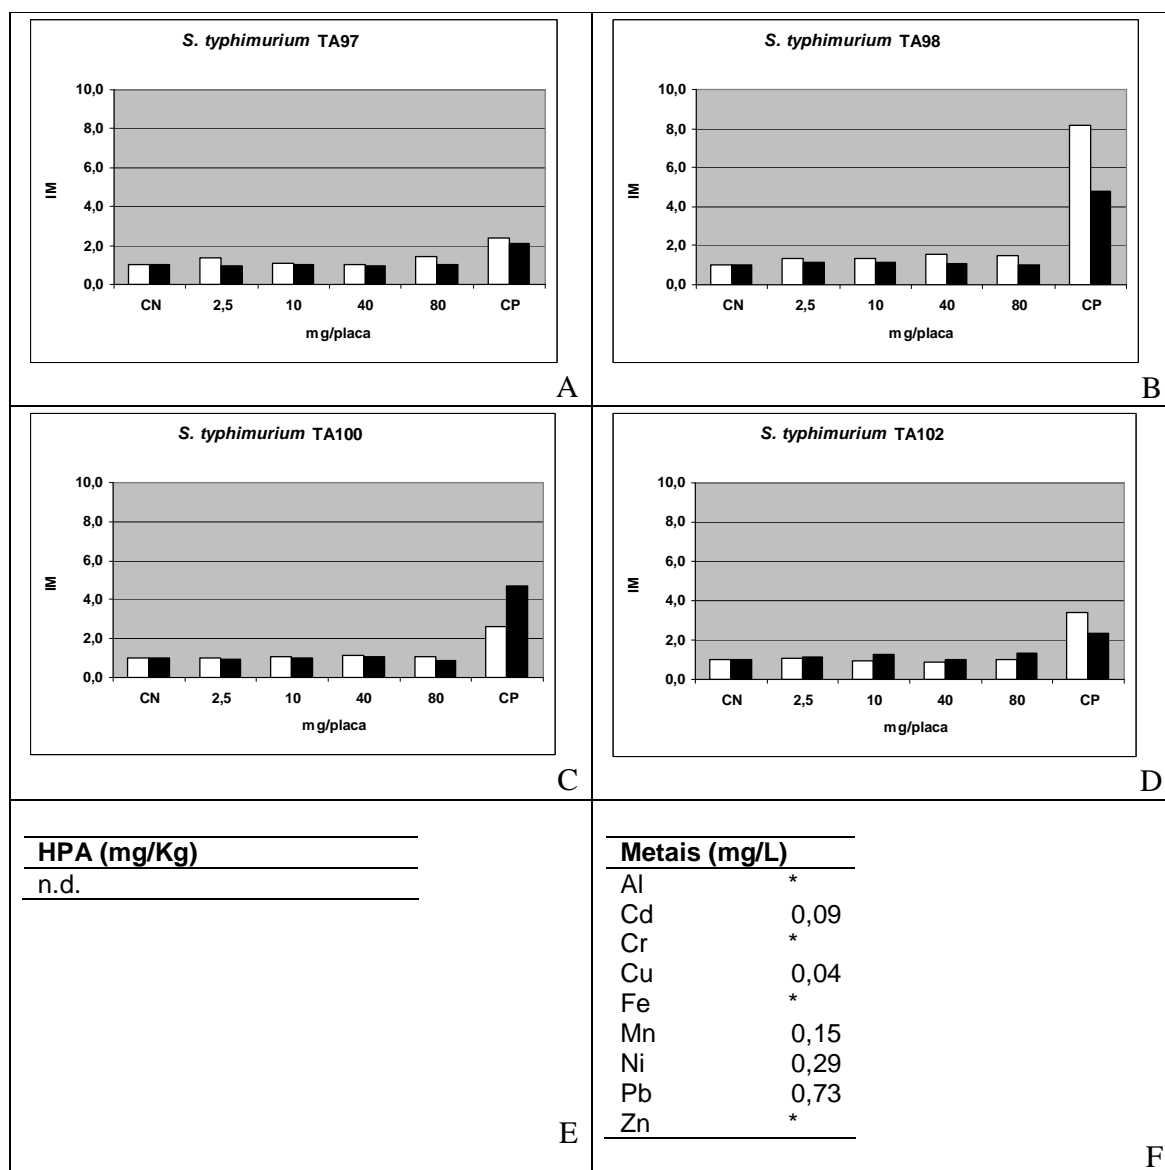 S. typhimurium TA97
10,0
8,0
6,0
4,0
2,0
0,0
IM
CN 2,5 10 40 80 CP
mg/placa
A
S. typhimurium TA98
10,0
8,0
6,0
4,0
2,0
0,0
IM
CN 2,5 10 40 80 CP
mg/placa
B
S. typhimurium TA100
10,0
8,0
6,0
4,0
2,0
0,0
IM
CN 2,5 10 40 80 CP
mg/placa
C
S. typhimurium TA102
10,0
8,0
6,0
4,0
2,0
0,0
IM
CN 2,5 10 40 80 CP
mg/placa
D
HPA (mg/Kg)
n.d.
E
Metais (mg/L)
Al *
Cd 0,09
Cr *
Cu 0,04
Fe *
Mn 0,15
Ni 0,29
Pb 0,73
Zn *
F